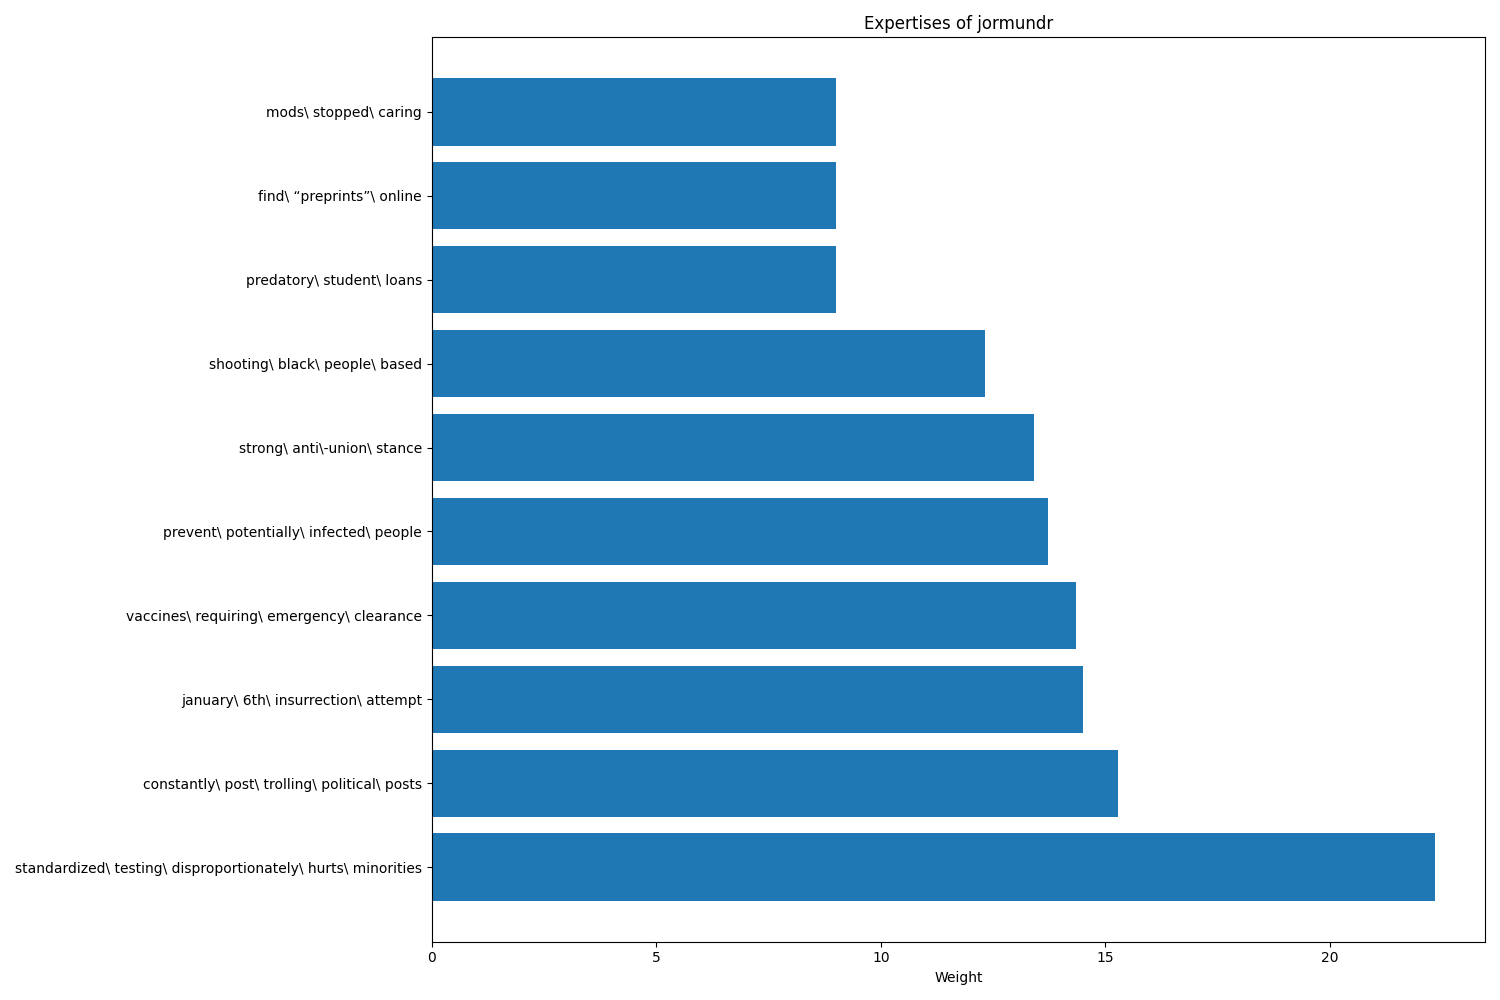 Expertises of jormundr
mods\ stopped\ caring
find\ “preprints”\ online
predatory\ student\ loans
shooting\ black\ people\ based
strong\ anti\-union\ stance
prevent\ potentially\ infected\ people
vaccines\ requiring\ emergency\ clearance
january\ 6th\ insurrection\ attempt
constantly\ post\ trolling\ political\ posts
standardized\ testing\ disproportionately\ hurts\ minorities
0 5 10 15 20
Weight